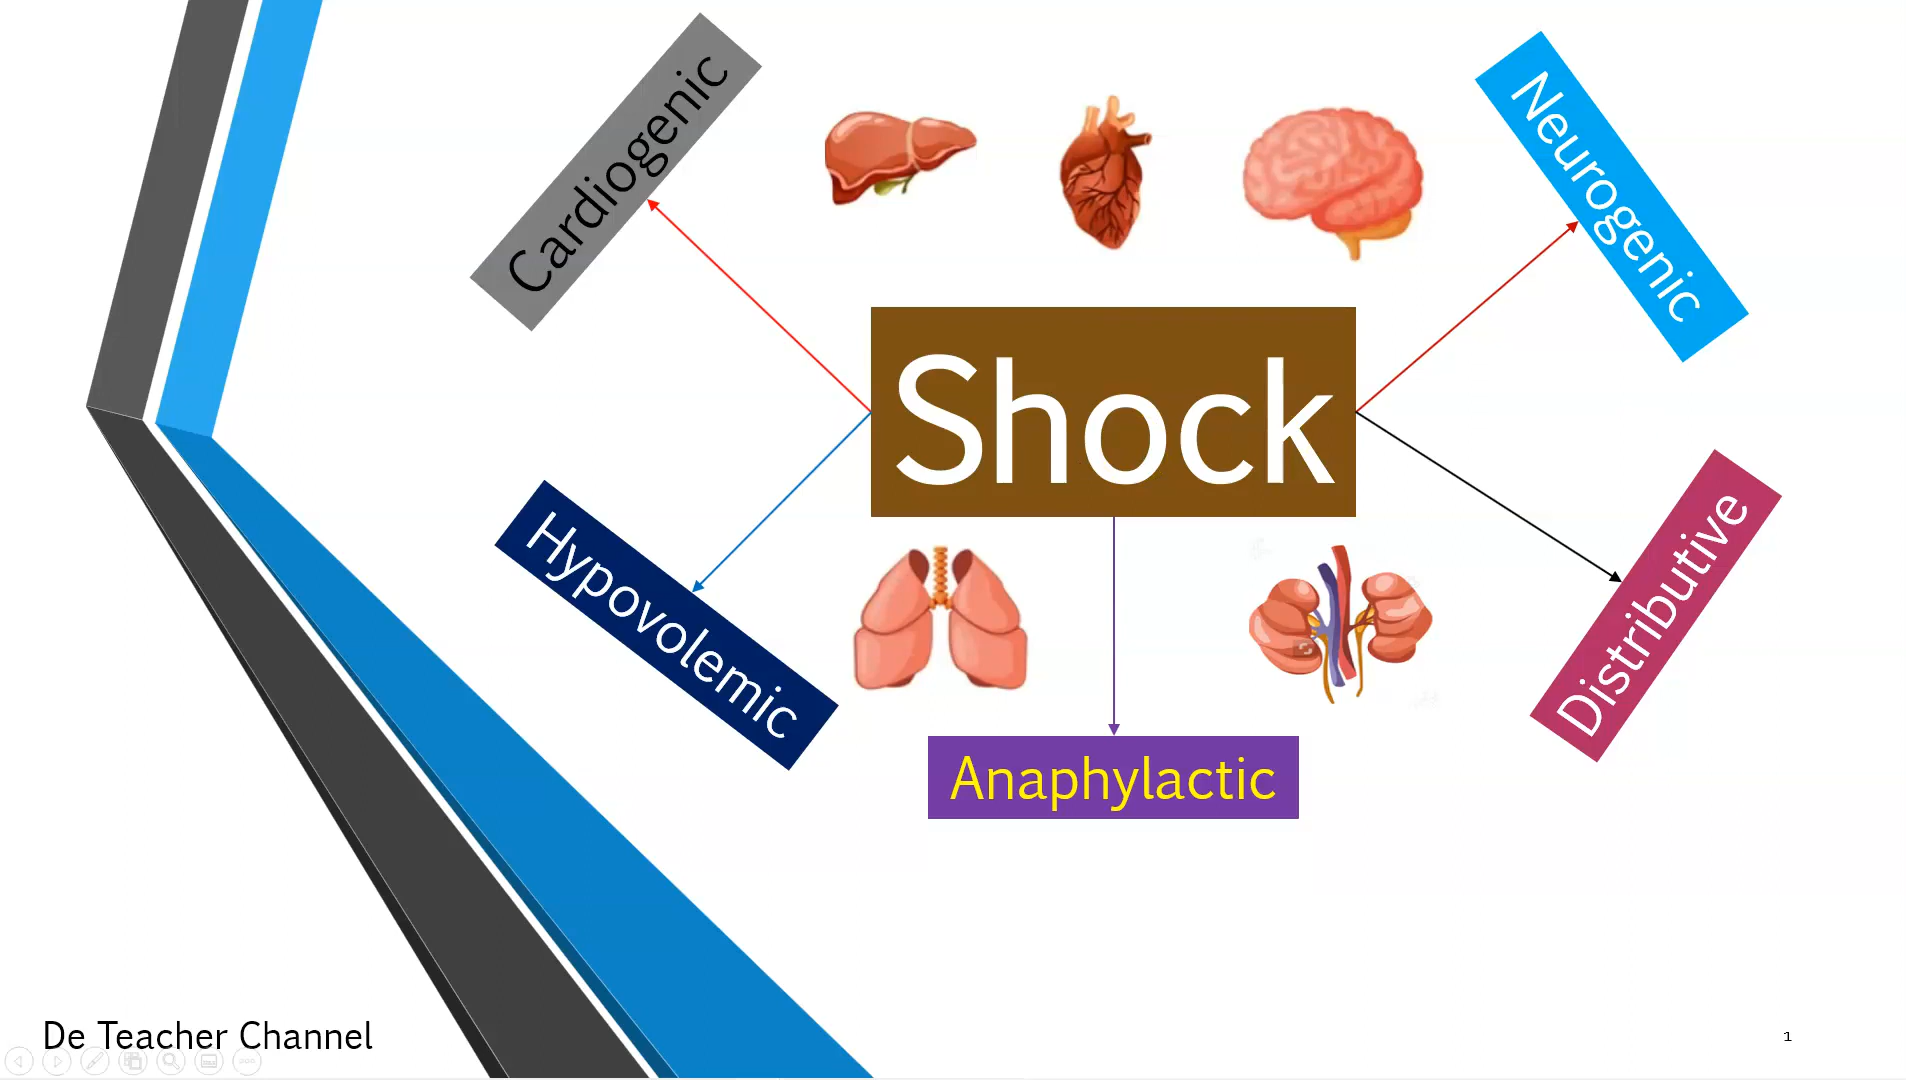 Cardiogenic
Neurogenic
Shock
Hypovolemic
Distributive
Anaphylactic
De Teacher Channel
1